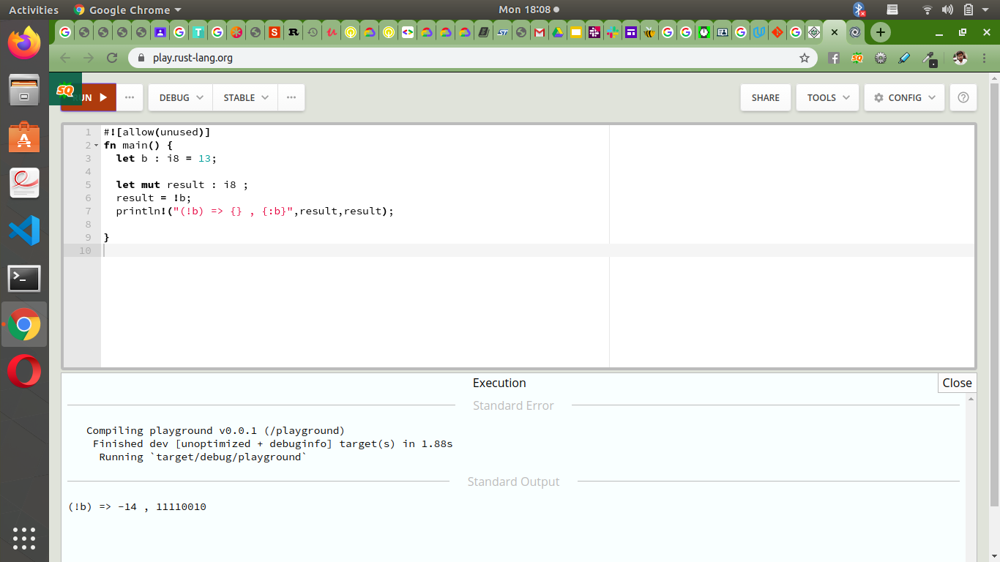 Activities Google Chrome Mon 18:08
play.rust-lang.org
SQ UN DEBUG STABLE SHARE TOOLS CONFIG
1 #![allow(unused)]
2 fn main() {
3 let b : i8 = 13;
4
5 let mut result : i8 ;
6 result = !b;
7 println!("(!b) => {} , {:b}",result,result);
8
9 }
10
Execution Close
Standard Error
Compiling playground v0.0.1 (/playground)
Finished dev [unoptimized + debuginfo] target(s) in 1.88s
Running `target/debug/playground`
Standard Output
(!b) => -14 , 11110010